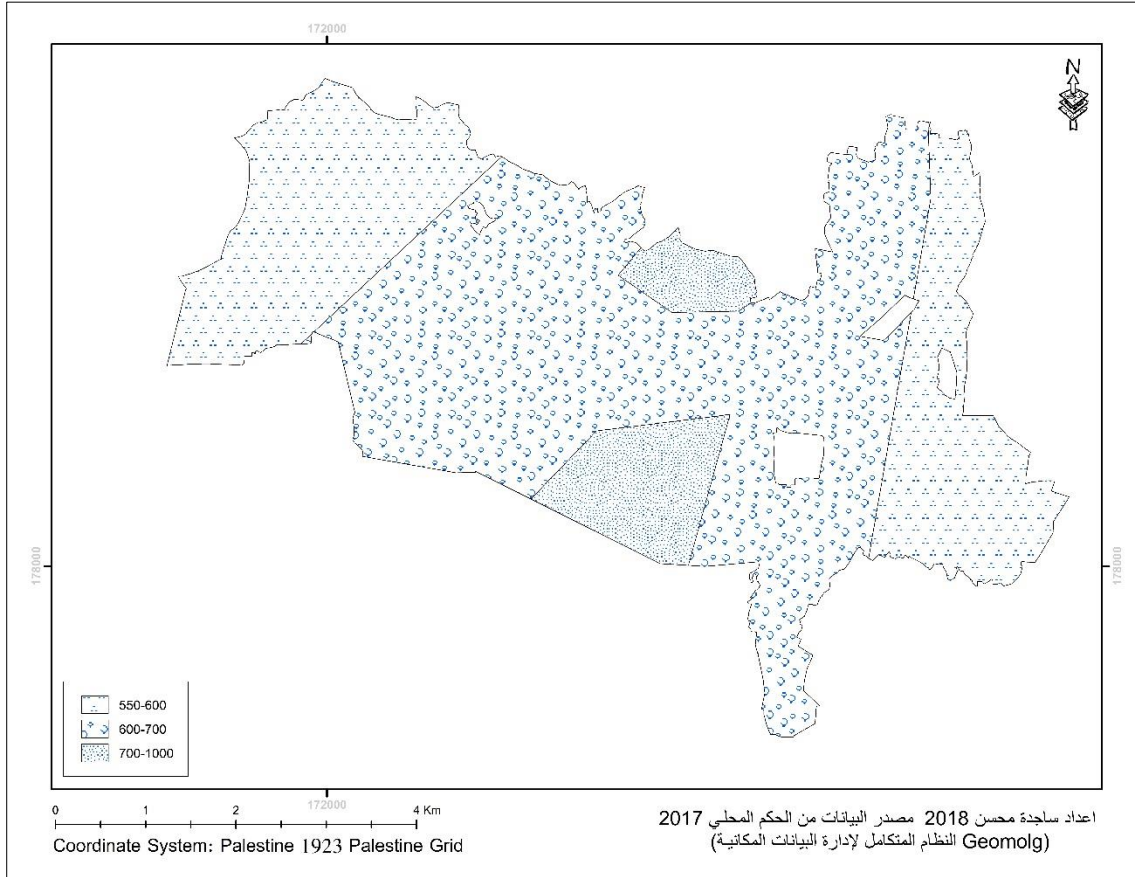 172000
N
178000
178000
550-600
600-700
700-1000
0 1 2 4 Km
172000
Coordinate System: Palestine 1923 Palestine Grid
اعداد ساجدة محسن 2018 مصدر البيانات من الحكم المحلي 2017
(Geomolg النظام المتكامل لإدارة البيانات المكانية)